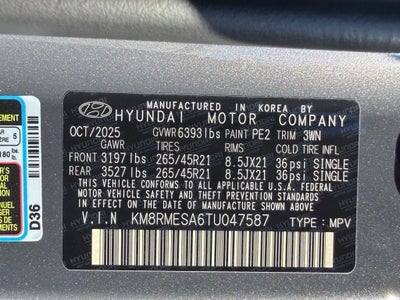 MANUFACTURED IN KOREA BY
HYUNDAI MOTOR COMPANY
OCT/2025 GVWR 6393lbs PAINT PE2 TRIM 3WN
GAWR TIRES RIMS COLD TIRE INFL
FRONT 3197 lbs 265/45R21 8.5JX21 36psi SINGLE
REAR 3527 lbs 265/45R21 8.5JX21 36psi SINGLE
THIS VEHICLE CONFORMS TO ALL APPLICABLE U.S. FEDERAL
MOTOR VEHICLE SAFETY, BUMPER, AND THEFT PREVENTION
STANDARDS IN EFFECT ON THE DATE OF MANUFACTURE SHOWN ABOVE.
V.I.N KM8RMESA6TU047587 TYPE: MPV
D36